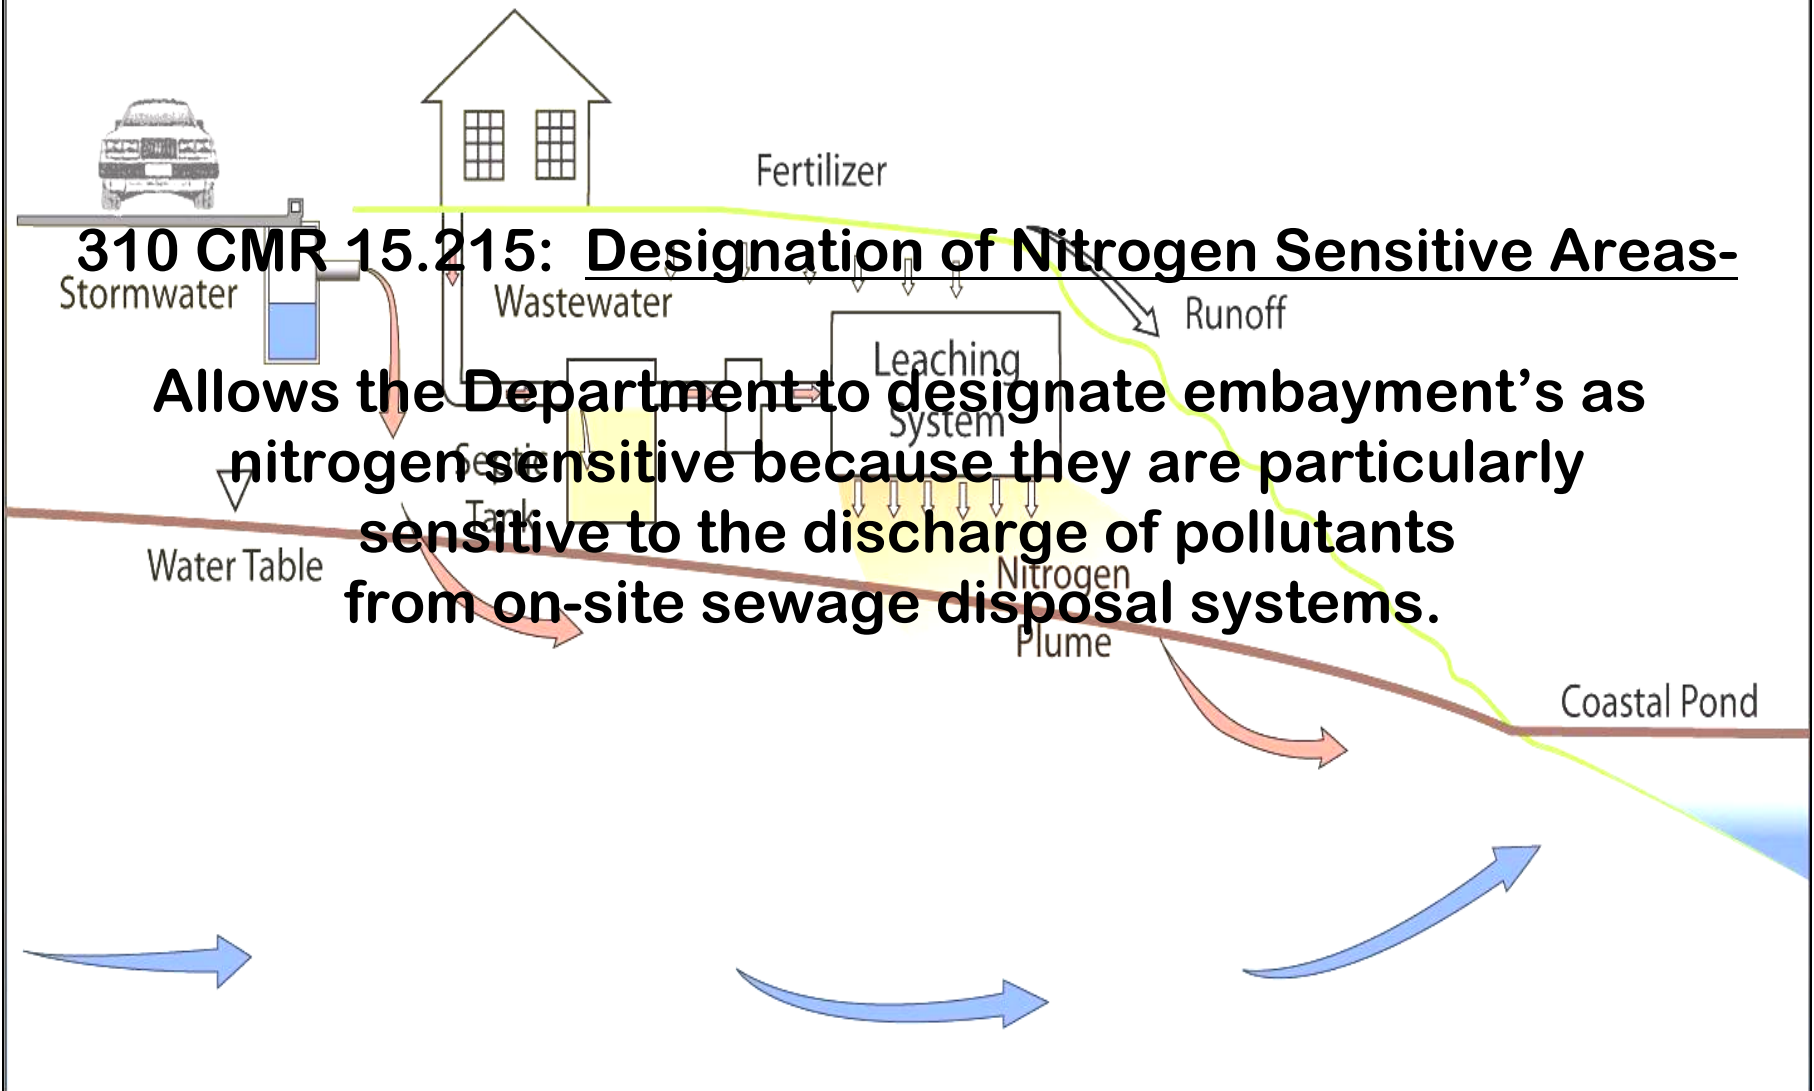 Fertilizer
310 CMR 15.215: Designation of Nitrogen Sensitive Areas-
Stormwater
Wastewater
Runoff
Leaching
System
Allows the Department to designate embayment’s as
nitrogen sensitive because they are particularly
sensitive to the discharge of pollutants
from on-site sewage disposal systems.
Septic
Tank
Water Table
Nitrogen
Plume
Coastal Pond